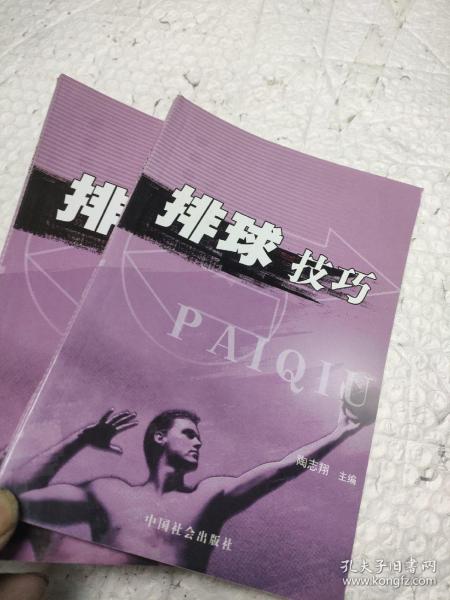 排
排球技巧
PAIQIU
陶志翔 主编
中国社会出版社
孔夫子旧书网
www.kongfz.com